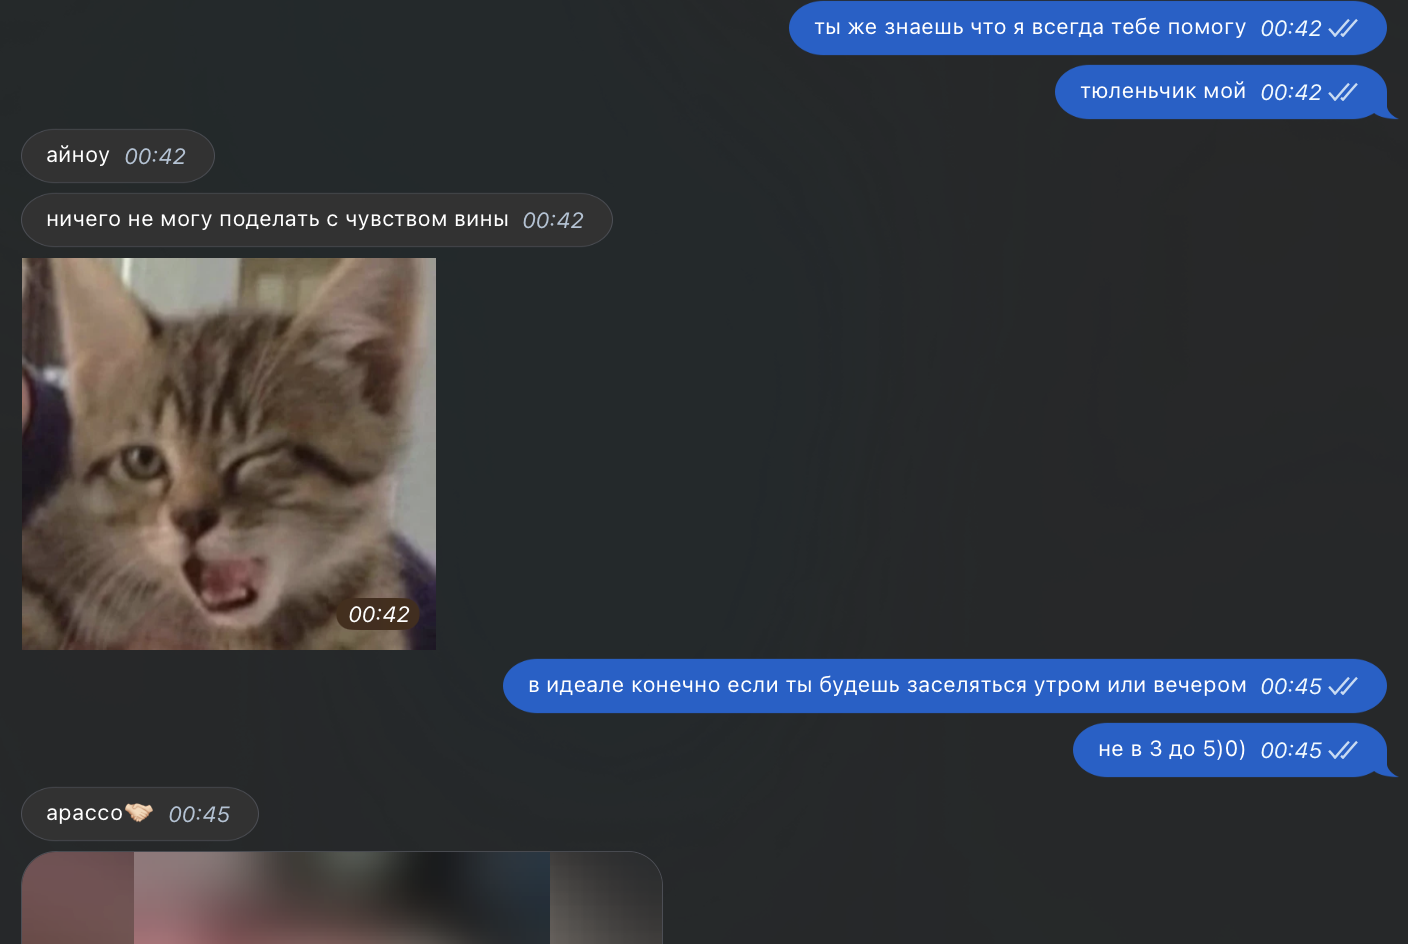 ты же знаешь что я всегда тебе помогу 00:42
тюленьчик мой 00:42
айноу 00:42
ничего не могу поделать с чувством вины 00:42
00:42
в идеале конечно если ты будешь заселяться утром или вечером 00:45
не в 3 до 5)0) 00:45
арассо🤝🏻 00:45